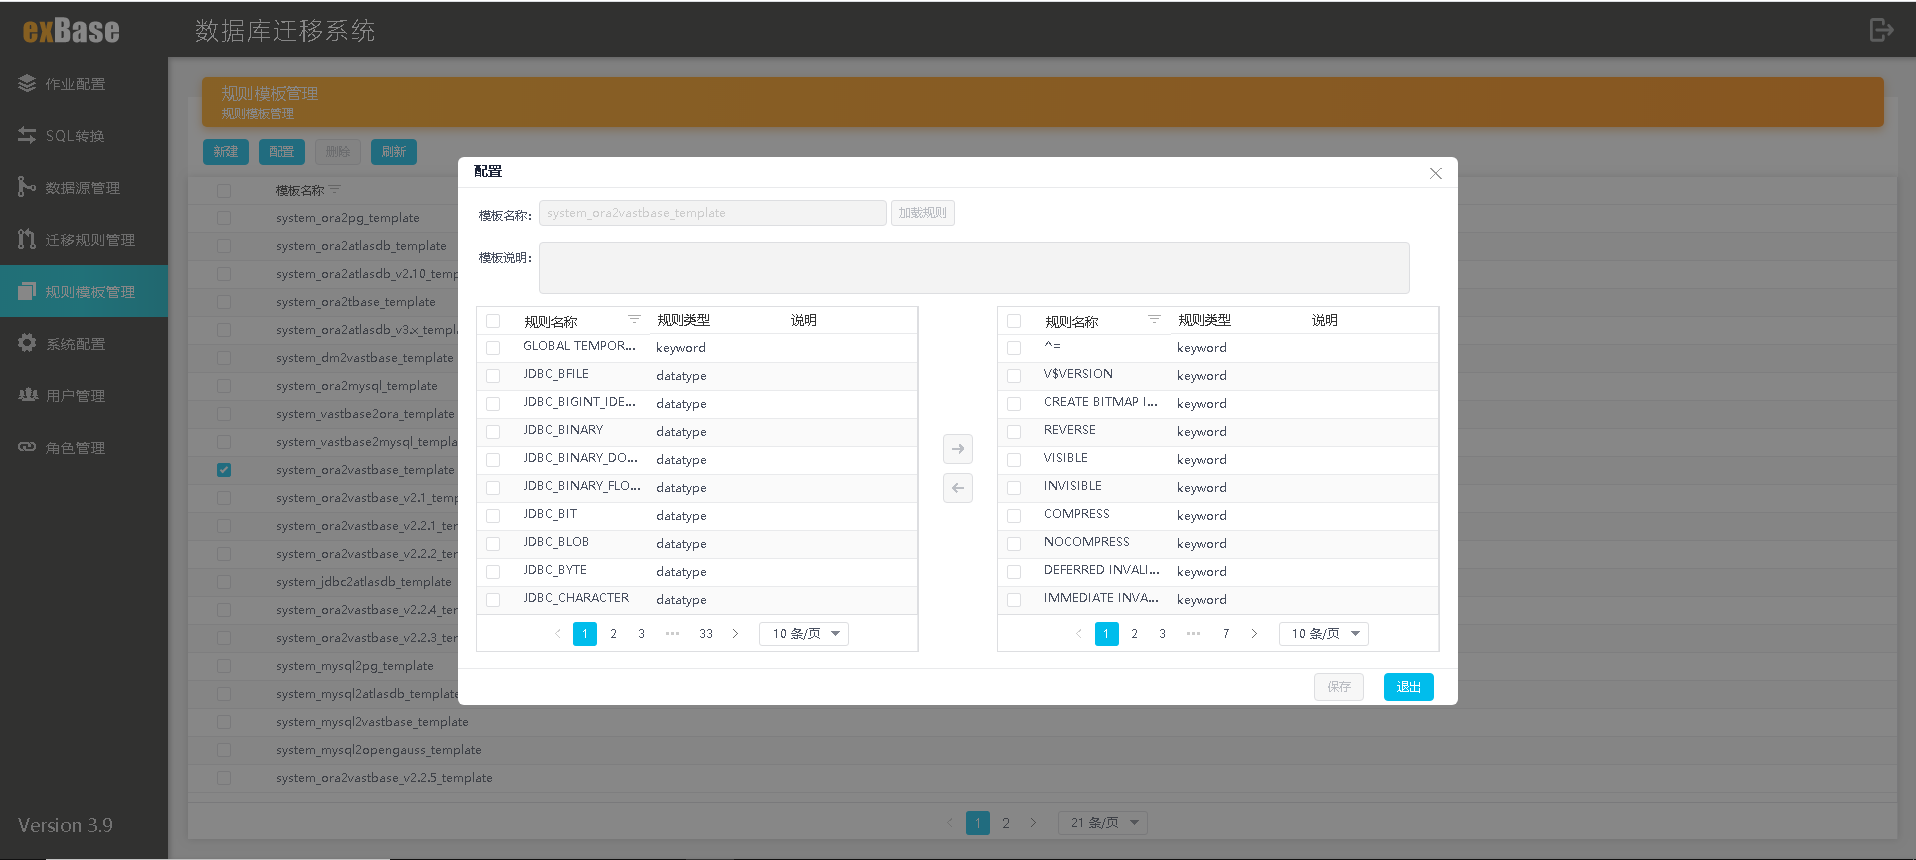 exBase
数据库迁移系统
作业配置
SQL转换
数据源管理
迁移规则管理
规则模板管理
系统配置
用户管理
角色管理
Version 3.9
规则模板管理
规则模板管理
新建 配置 删除 刷新
模板名称
system_ora2pg_template
system_ora2atlasdb_template
system_ora2atlasdb_v2.10_temp
system_ora2tbase_template
system_ora2atlasdb_v3.x_templ
system_dm2vastbase_template
system_ora2mysql_template
system_vastbase2ora_template
system_vastbase2mysql_templa
system_ora2vastbase_template
system_ora2vastbase_v2.1_temp
system_ora2vastbase_v2.2.1_ter
system_ora2vastbase_v2.2.2_ter
system_jdbc2atlasdb_template
system_ora2vastbase_v2.2.4_ter
system_ora2vastbase_v2.2.3_ter
system_mysql2pg_template
system_mysql2atlasdb_template
system_mysql2vastbase_template
system_mysql2opengauss_template
system_ora2vastbase_v2.2.5_template
1 2 21 条/页
配置
模板名称: system_ora2vastbase_template 加载规则
模板说明:
规则名称 规则类型 说明
GLOBAL TEMPOR... keyword
JDBC_BFILE datatype
JDBC_BIGINT_IDE... datatype
JDBC_BINARY datatype
JDBC_BINARY_DO... datatype
JDBC_BINARY_FLO... datatype
JDBC_BIT datatype
JDBC_BLOB datatype
JDBC_BYTE datatype
JDBC_CHARACTER datatype
1 2 3 ••• 33 10 条/页
规则名称 规则类型 说明
^= keyword
V$VERSION keyword
CREATE BITMAP I... keyword
REVERSE keyword
VISIBLE keyword
INVISIBLE keyword
COMPRESS keyword
NOCOMPRESS keyword
DEFERRED INVALI... keyword
IMMEDIATE INVA... keyword
1 2 3 ••• 7 10 条/页
保存 退出